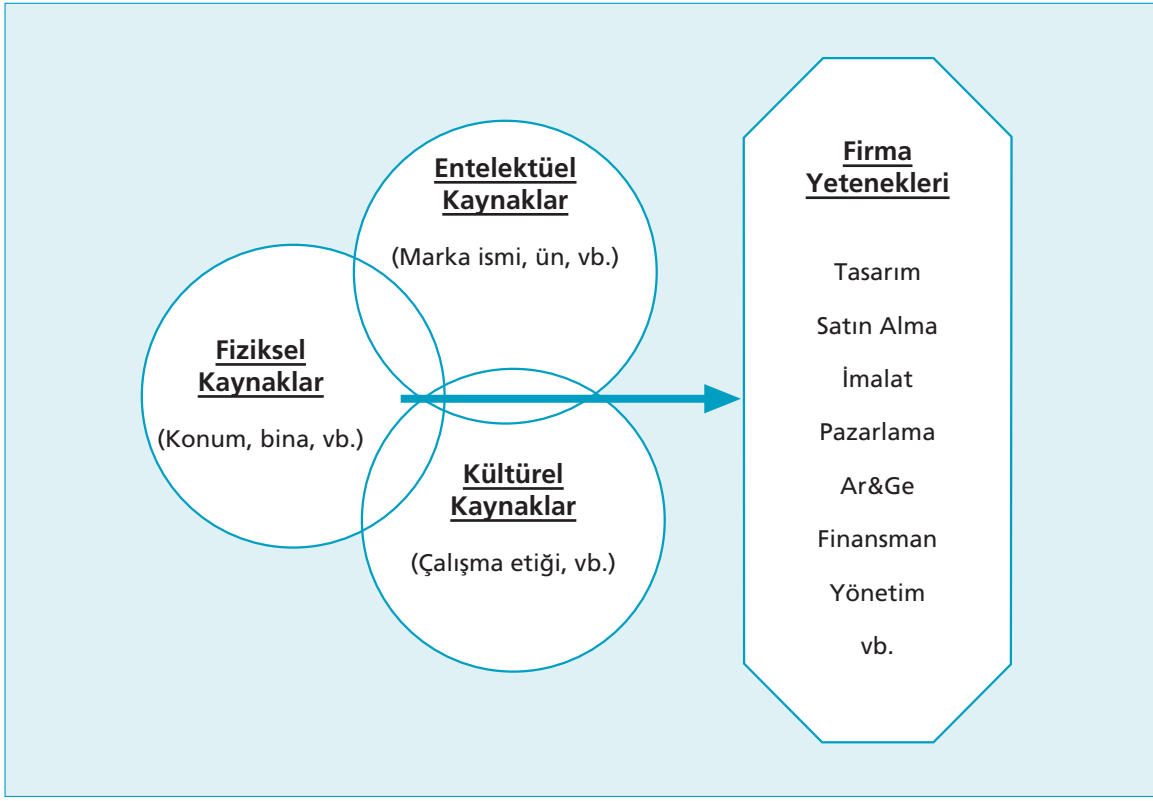 Entelektüel
Kaynaklar
(Marka ismi, ün, vb.)
Fiziksel
Kaynaklar
(Konum, bina, vb.)
Kültürel
Kaynaklar
(Çalışma etiği, vb.)
Firma
Yetenekleri
Tasarım
Satın Alma
İmalat
Pazarlama
Ar&Ge
Finansman
Yönetim
vb.